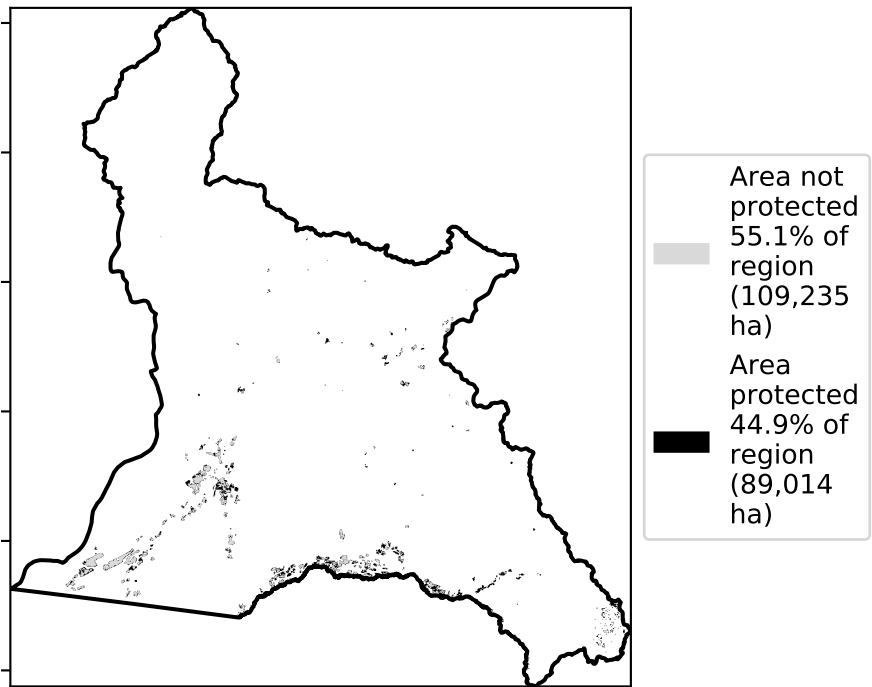 Area not
protected
55.1% of
region
(109,235
ha)
Area
protected
44.9% of
region
(89,014
ha)